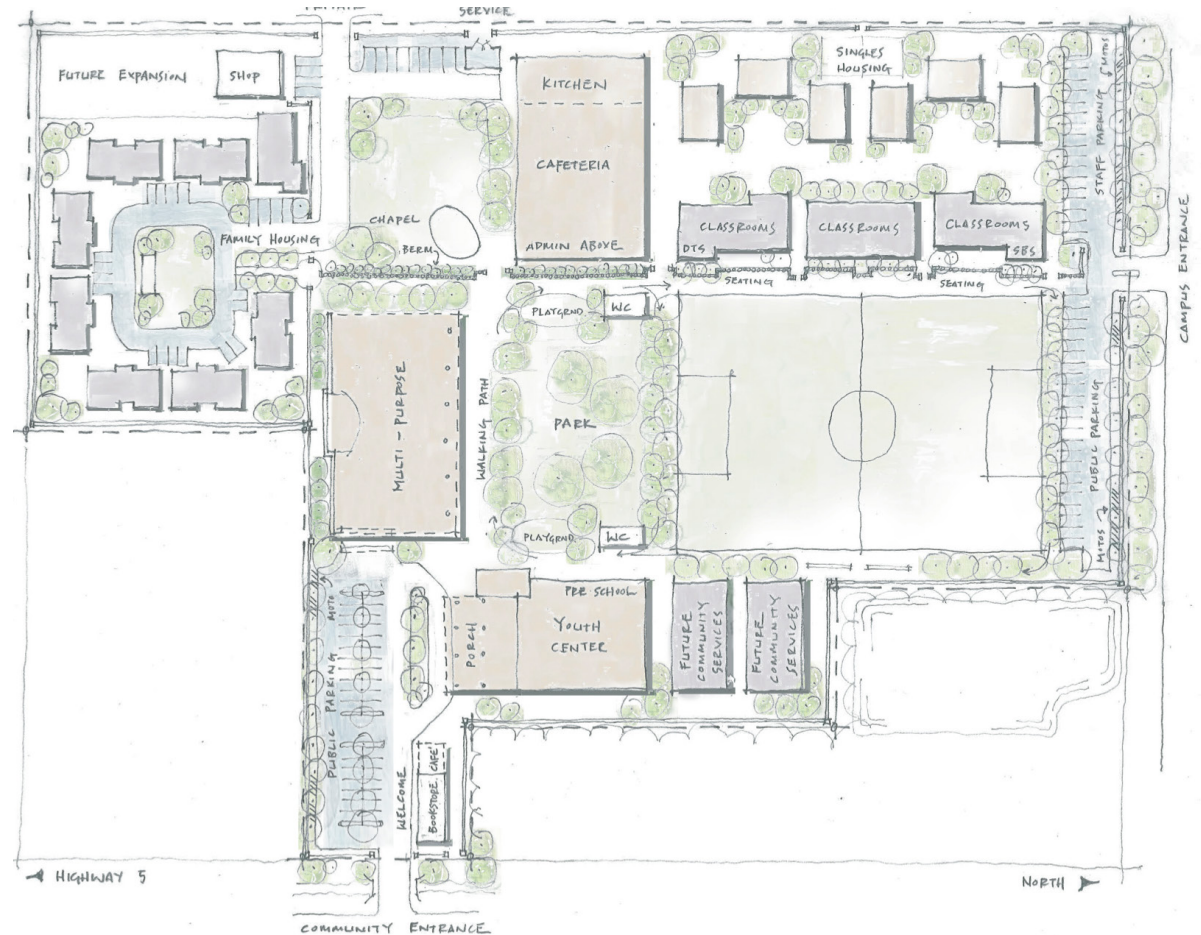 SERVICE
FUTURE EXPANSION
SHOP
KITCHEN
CAFETERIA
ADMIN ABOVE
SINGLES
HOUSING
STAFF PARKING
MOTOS
CAMPUS ENTRANCE
CHAPEL
BERM
FAMILY HOUSING
CLASSROOMS
DTS
CLASSROOMS
CLASSROOMS
SBS
SEATING
SEATING
PLAYGRND
WC
MULTI-PURPOSE
WALKING PATH
PARK
PLAYGRND
WC
PUBLIC PARKING
MOTOS
PUBLIC PARKING
MOTO
PORCH
PRE SCHOOL
YOUTH
CENTER
FUTURE
COMMUNITY
SERVICES
FUTURE
COMMUNITY
SERVICES
WELCOME
BOOKSTORE
CAFE'
HIGHWAY 5
NORTH
COMMUNITY ENTRANCE